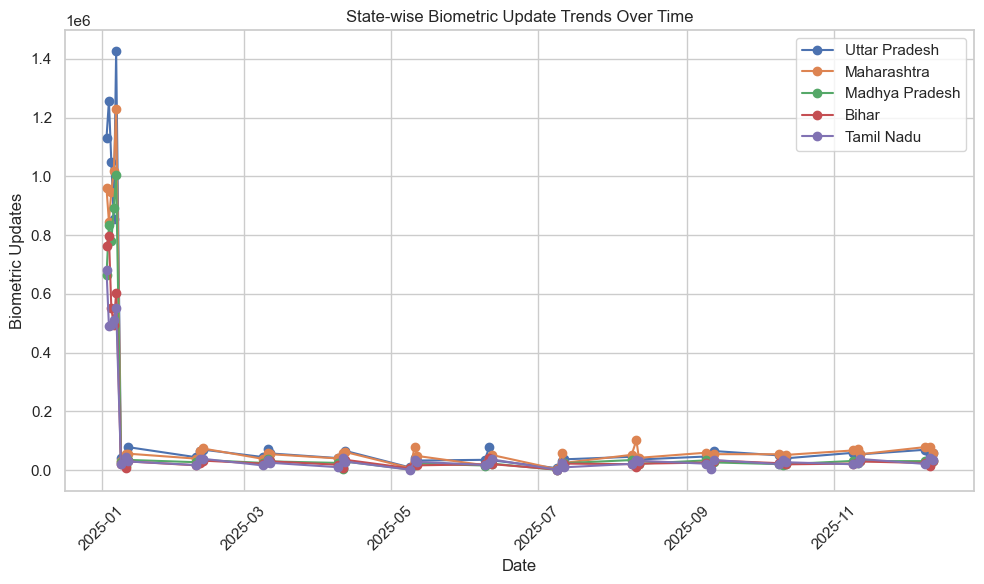 State-wise Biometric Update Trends Over Time
1e6
Uttar Pradesh
Maharashtra
Madhya Pradesh
Bihar
Tamil Nadu
Biometric Updates
1.4
1.2
1.0
0.8
0.6
0.4
0.2
0.0
2025-01
2025-03
2025-05
2025-07
2025-09
2025-11
Date